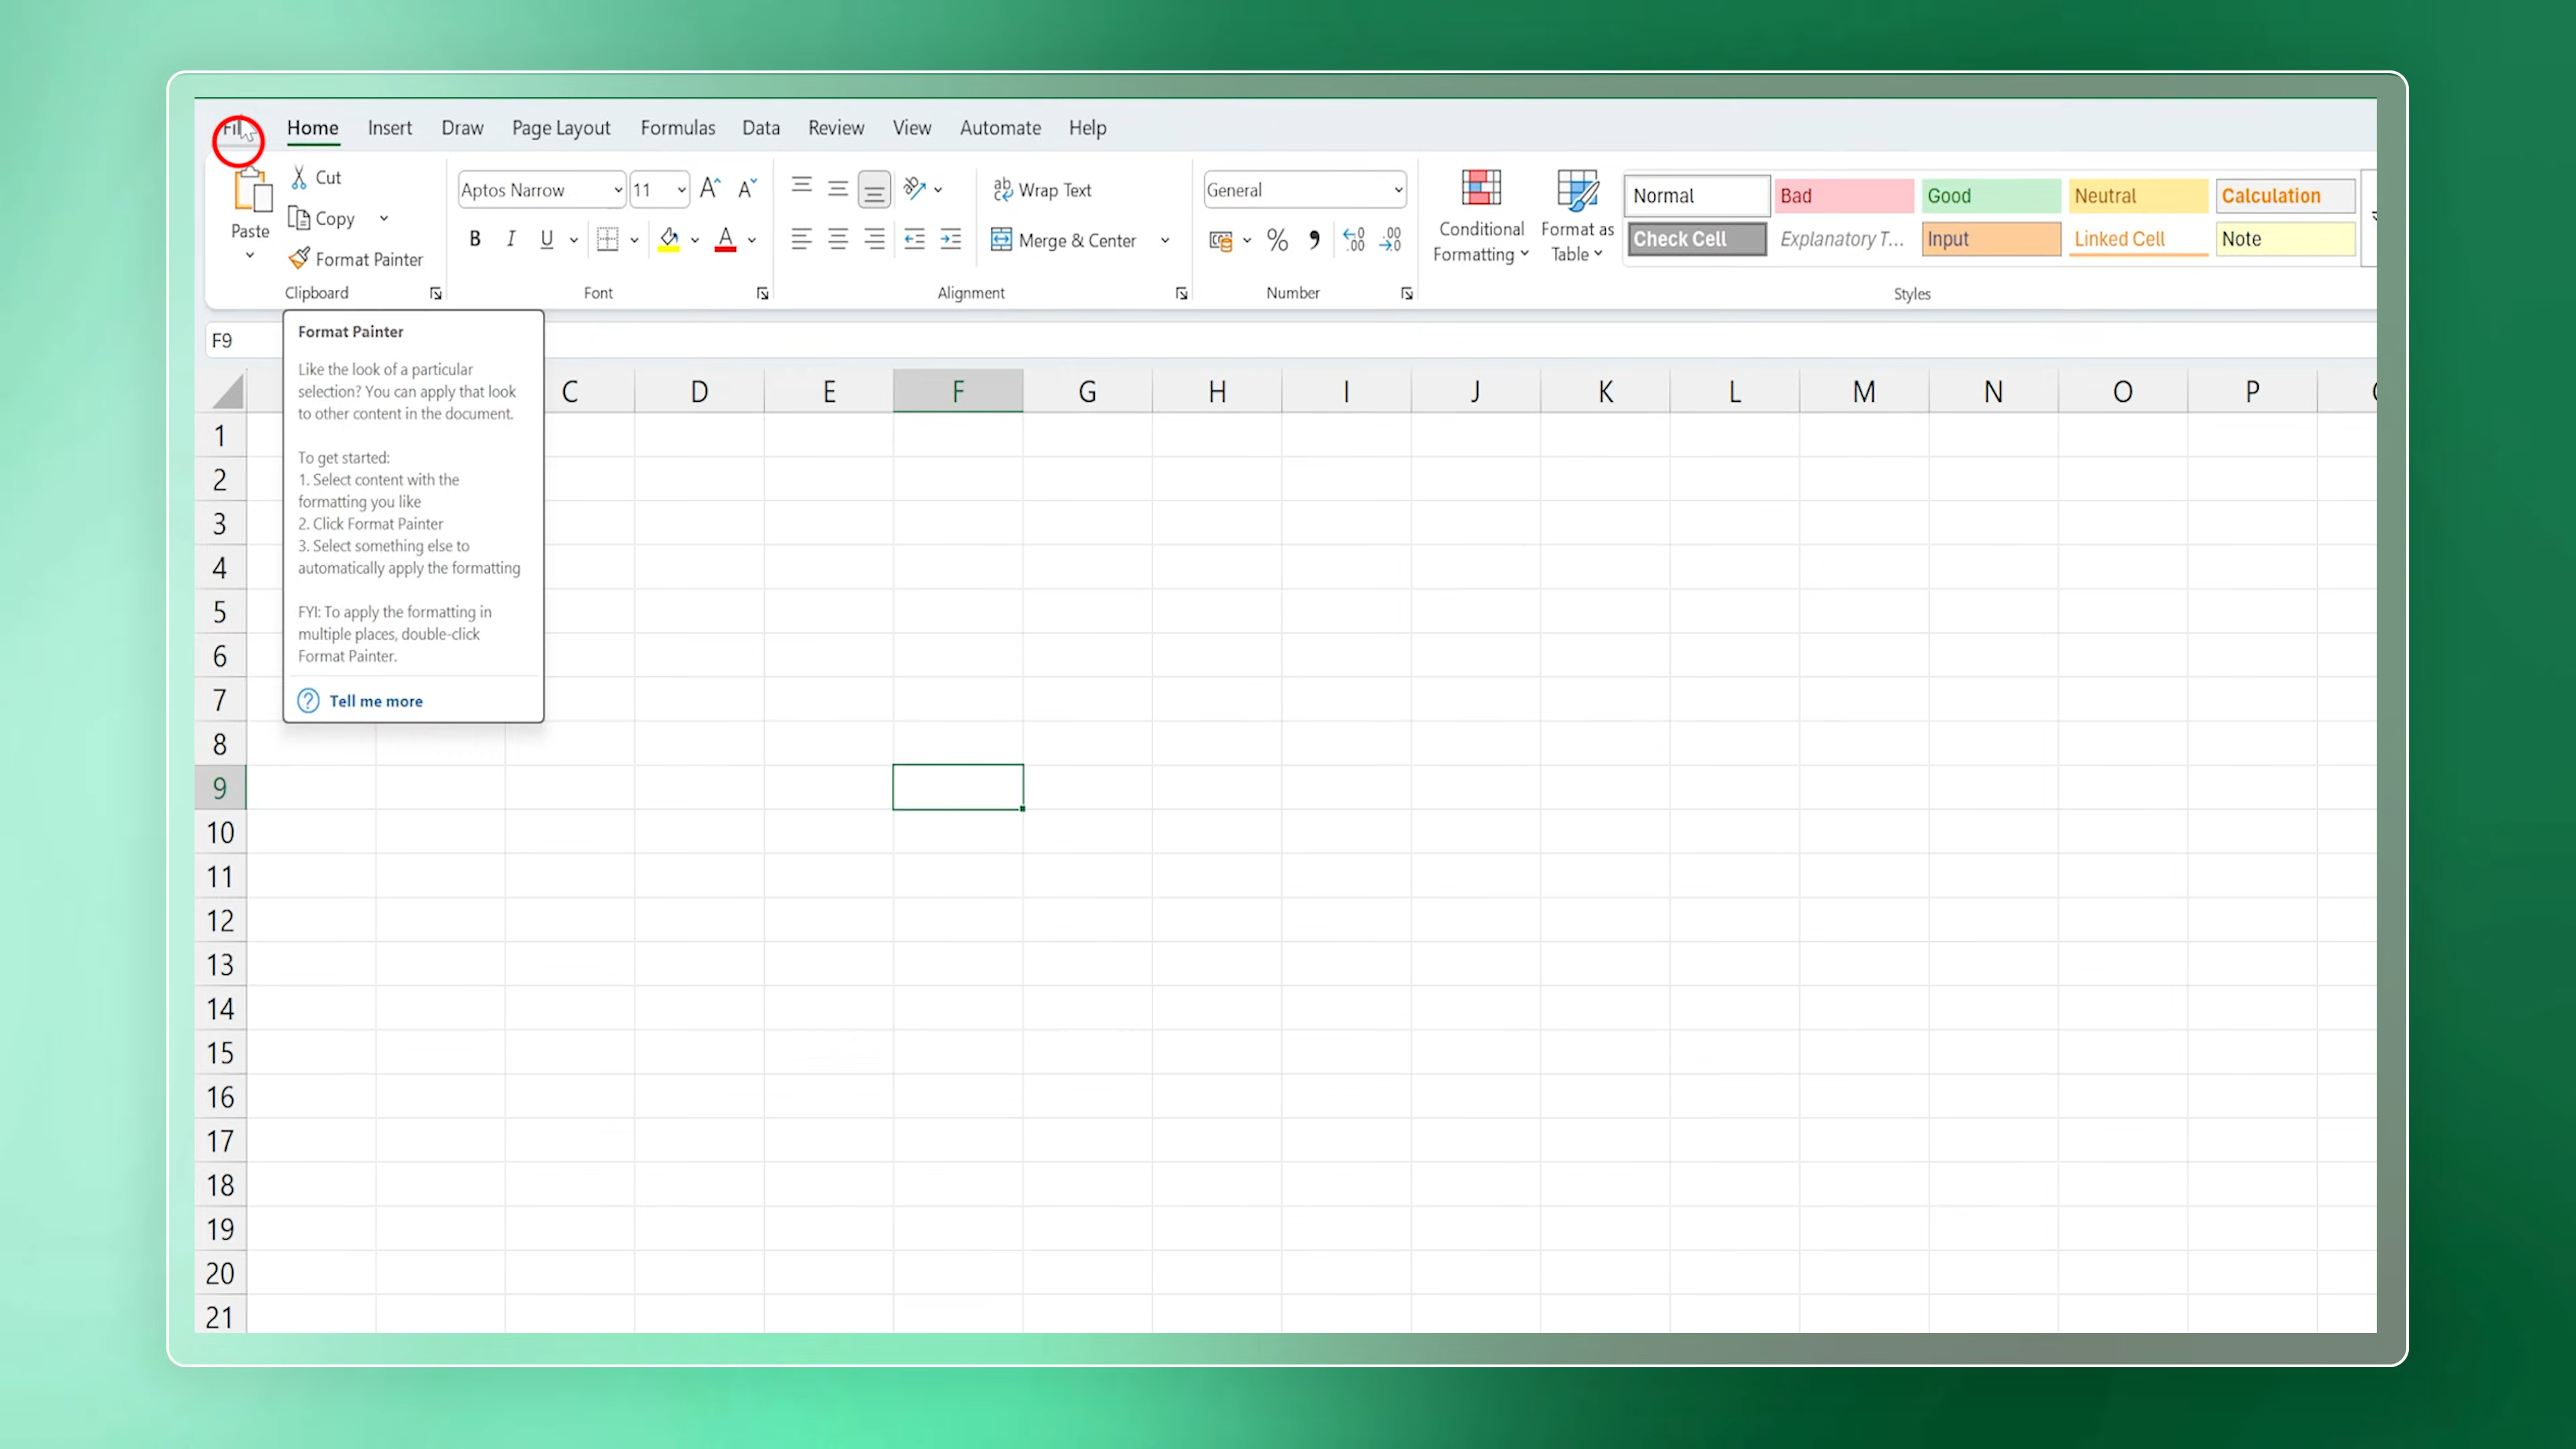 Home Insert Draw Page Layout Formulas Data Review View Automate Help
Cut
Copy
Format Painter
Paste
Clipboard
Aptos Narrow 11
B I U
Font
Wrap Text
Merge & Center
Alignment
General
Number
Conditional Formatting
Format as Table
Normal Bad Good Neutral Calculation
Check Cell Explanatory T... Input Linked Cell Note
Styles
F9
Format Painter
Like the look of a particular
selection? You can apply that look
to other content in the document.
To get started:
1. Select content with the
formatting you like
2. Click Format Painter
3. Select something else to
automatically apply the formatting
FYI: To apply the formatting in
multiple places, double-click
Format Painter.
Tell me more
C D E F G H I J K L M N O P
1
2
3
4
5
6
7
8
9
10
11
12
13
14
15
16
17
18
19
20
21